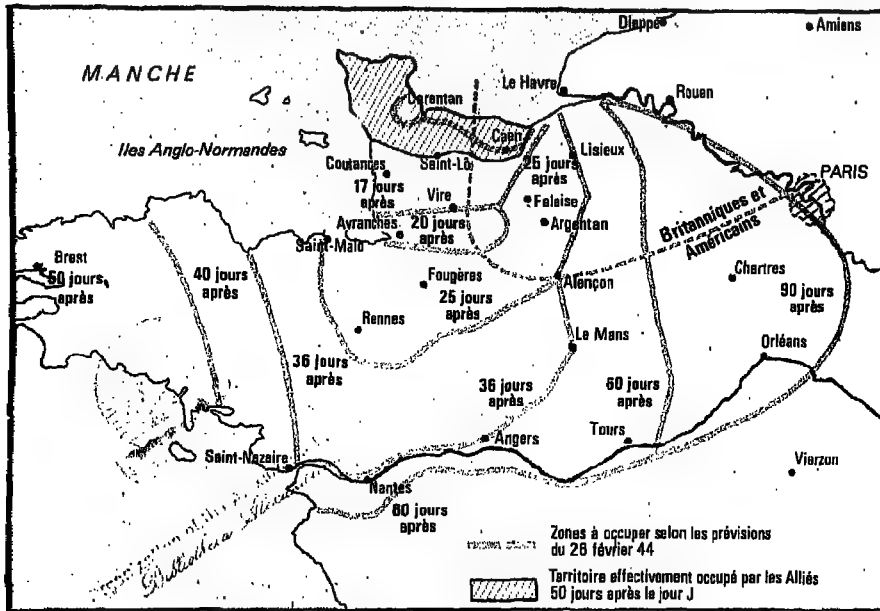 Dieppe
Amiens
MANCHE
Le Havre
Rouen
Carentan
Iles Anglo-Normandes
Caen
Lisieux
Coutances
Saint-Lô
25 jours
après
PARIS
17 jours
après
Vire
Falaise
Avranches
20 jours
après
Argentan
Britanniques et
Américains
Saint-Malo
Brest
50 jours
après
40 jours
après
Fougères
Alençon
Chartres
25 jours
après
90 jours
après
Rennes
Le Mans
Orléans
36 jours
après
36 jours
après
60 jours
après
Angers
Tours
Saint-Nazaire
Vierzon
Nantes
60 jours
après
Zones à occuper selon les prévisions
du 26 février 44
Territoire effectivement occupé par les Alliés
50 jours après le jour J